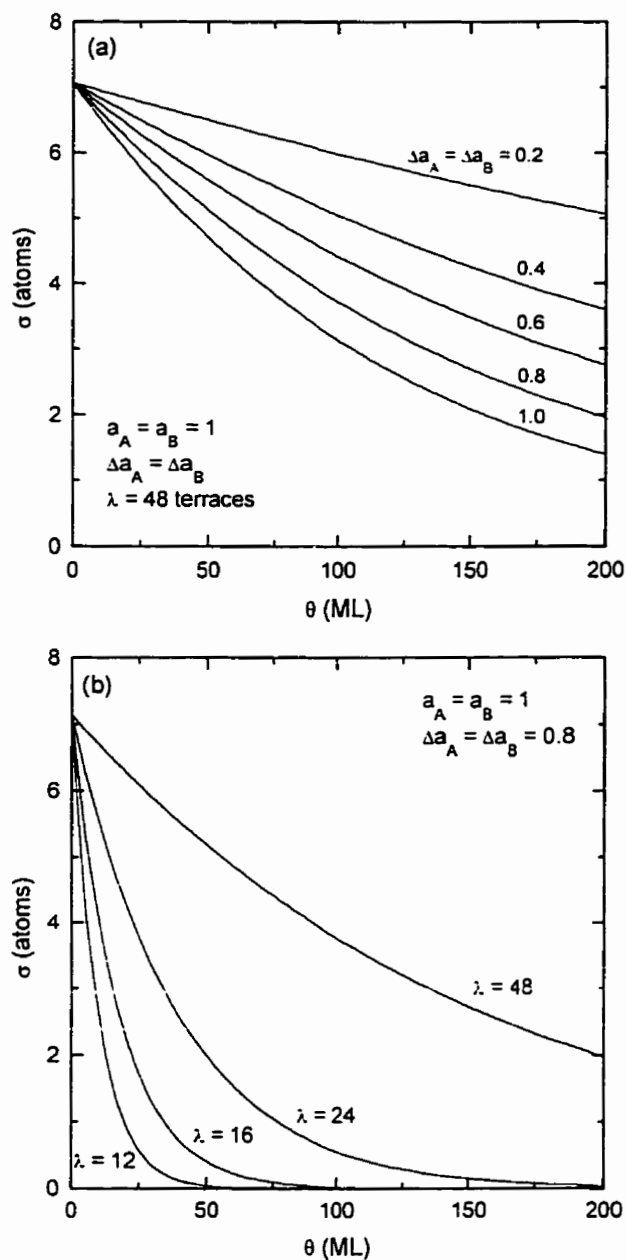 (a)
8
6
4
2
0
σ (atoms)
Δa_A = Δa_B = 0.2
0.4
0.6
0.8
1.0
a_A = a_B = 1
Δa_A = Δa_B
λ = 48 terraces
0 50 100 150 200
θ (ML)
(b)
8
6
4
2
0
σ (atoms)
a_A = a_B = 1
Δa_A = Δa_B = 0.8
λ = 48
λ = 24
λ = 16
λ = 12
0 50 100 150 200
θ (ML)